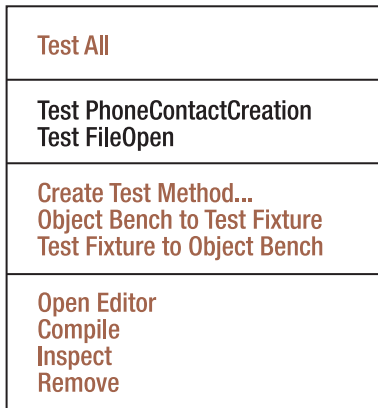 Test All
Test PhoneContactCreation
Test FileOpen
Create Test Method...
Object Bench to Test Fixture
Test Fixture to Object Bench
Open Editor
Compile
Inspect
Remove